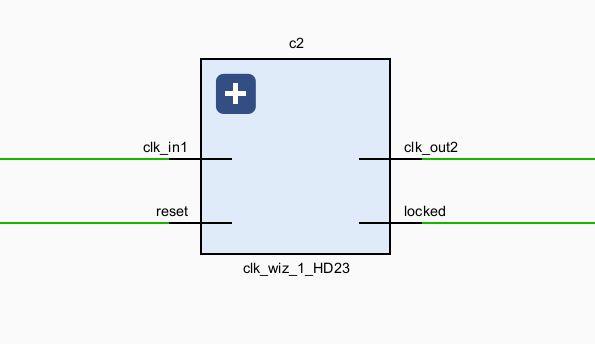 c2
clk_in1
clk_out2
reset
locked
clk_wiz_1_HD23